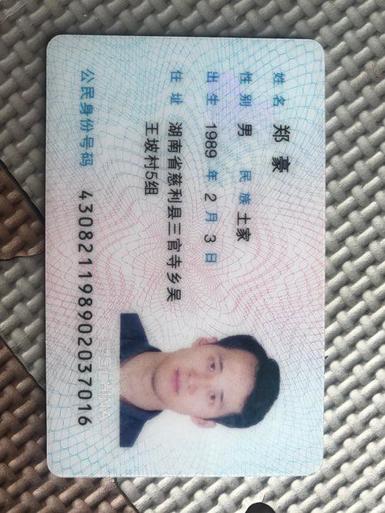 姓名 郑豪
性别 男 民族 土家
出生 1989 年 2 月 3 日
住址 湖南省慈利县三官寺乡吴
王坡村5组
公民身份号码 430821198902037016